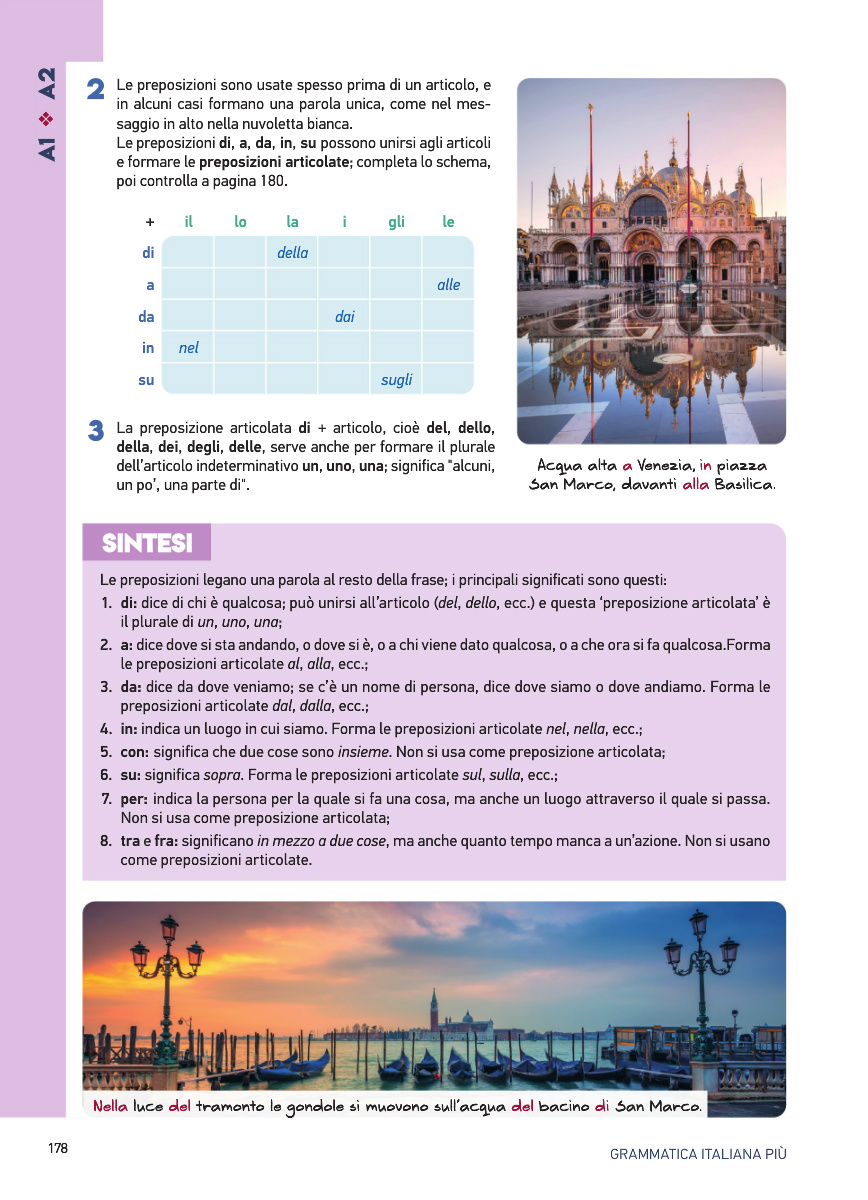 A1 ❖ A2
2 Le preposizioni sono usate spesso prima di un articolo, e
in alcuni casi formano una parola unica, come nel mes-
saggio in alto nella nuvoletta bianca.
Le preposizioni di, a, da, in, su possono unirsi agli articoli
e formare le preposizioni articolate; completa lo schema,
poi controlla a pagina 180.
+ il lo la i gli le
di della
a alle
da dai
in nel
su sugli
3 La preposizione articolata di + articolo, cioè del, dello,
della, dei, degli, delle, serve anche per formare il plurale
dell'articolo indeterminativo un, uno, una; significa "alcuni,
un po', una parte di".
Acqua alta a Venezia, in piazza
San Marco, davanti alla Basilica.
SINTESI
Le preposizioni legano una parola al resto della frase; i principali significati sono questi:
1. di: dice di chi è qualcosa; può unirsi all'articolo (del, dello, ecc.) e questa 'preposizione articolata' è
il plurale di un, uno, una;
2. a: dice dove si sta andando, o dove si è, o a chi viene dato qualcosa, o a che ora si fa qualcosa.Forma
le preposizioni articolate al, alla, ecc.;
3. da: dice da dove veniamo; se c'è un nome di persona, dice dove siamo o dove andiamo. Forma le
preposizioni articolate dal, dalla, ecc.;
4. in: indica un luogo in cui siamo. Forma le preposizioni articolate nel, nella, ecc.;
5. con: significa che due cose sono insieme. Non si usa come preposizione articolata;
6. su: significa sopra. Forma le preposizioni articolate sul, sulla, ecc.;
7. per: indica la persona per la quale si fa una cosa, ma anche un luogo attraverso il quale si passa.
Non si usa come preposizione articolata;
8. tra e fra: significano in mezzo a due cose, ma anche quanto tempo manca a un'azione. Non si usano
come preposizioni articolate.
Nella luce del tramonto le gondole si muovono sull'acqua del bacino di San Marco.
178
GRAMMATICA ITALIANA PIÙ